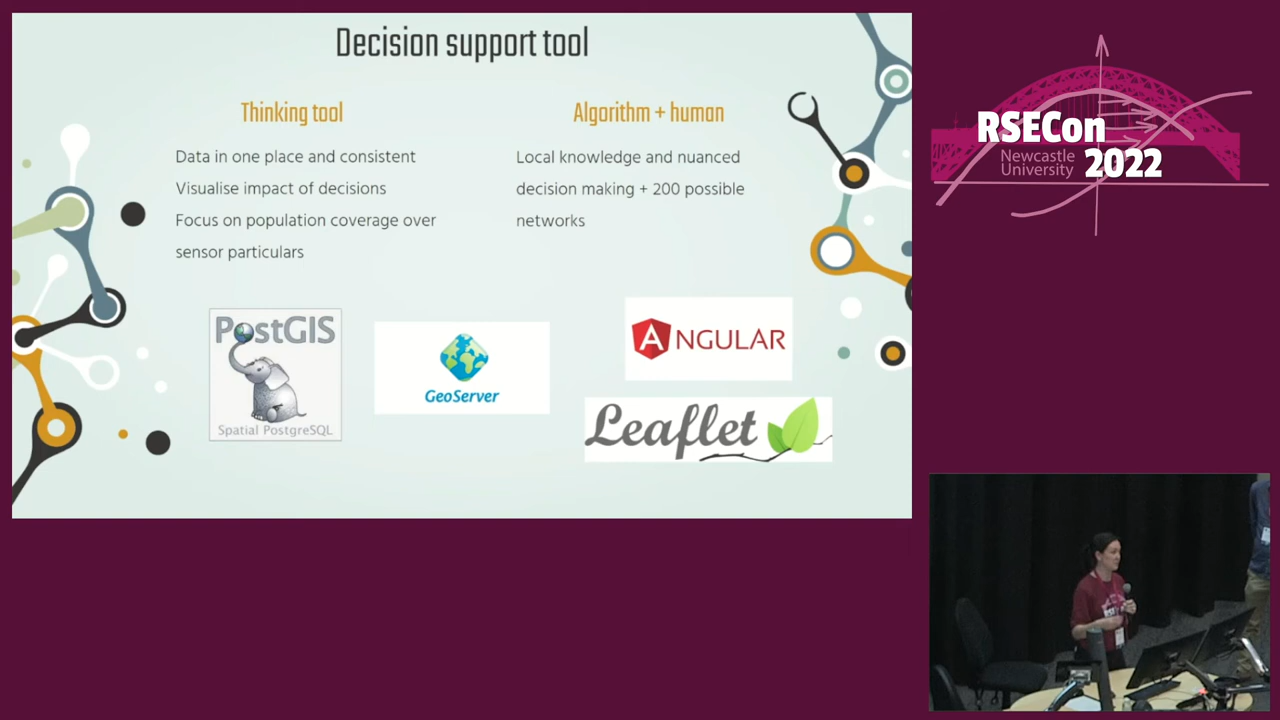 Decision support tool
Thinking tool
Data in one place and consistent
Visualise impact of decisions
Focus on population coverage over
sensor particulars
Algorithm + human
Local knowledge and nuanced
decision making + 200 possible
networks
PostGIS
Spatial PostgreSQL
GeoServer
ANGULAR
Leaflet
RSECon
Newcastle
University
2022